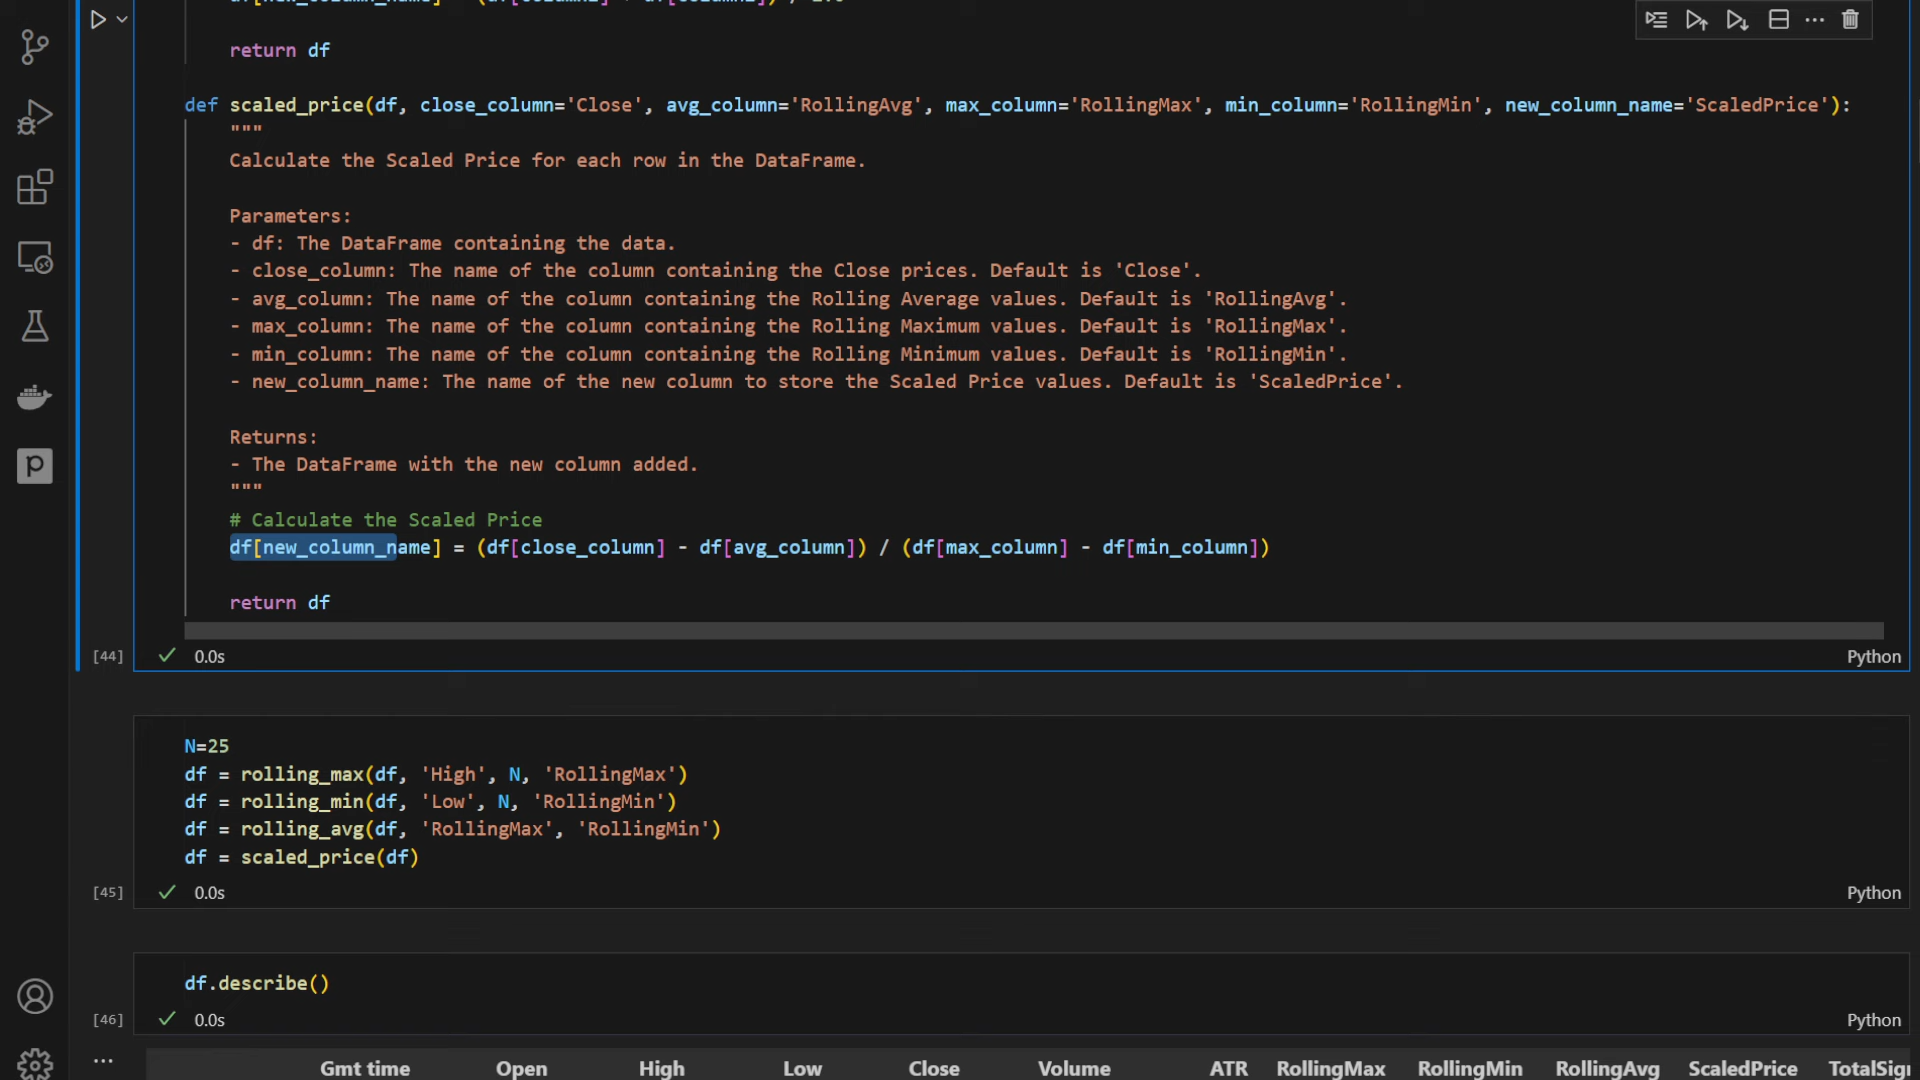 return df
def scaled_price(df, close_column='Close', avg_column='RollingAvg', max_column='RollingMax', min_column='RollingMin', new_column_name='ScaledPrice'):
"""
Calculate the Scaled Price for each row in the DataFrame.
Parameters:
- df: The DataFrame containing the data.
- close_column: The name of the column containing the Close prices. Default is 'Close'.
- avg_column: The name of the column containing the Rolling Average values. Default is 'RollingAvg'.
- max_column: The name of the column containing the Rolling Maximum values. Default is 'RollingMax'.
- min_column: The name of the column containing the Rolling Minimum values. Default is 'RollingMin'.
- new_column_name: The name of the new column to store the Scaled Price values. Default is 'ScaledPrice'.
Returns:
- The DataFrame with the new column added.
"""
# Calculate the Scaled Price
df[new_column_name] = (df[close_column] - df[avg_column]) / (df[max_column] - df[min_column])
return df
[44] 0.0s Python
N=25
df = rolling_max(df, 'High', N, 'RollingMax')
df = rolling_min(df, 'Low', N, 'RollingMin')
df = rolling_avg(df, 'RollingMax', 'RollingMin')
df = scaled_price(df)
[45] 0.0s Python
df.describe()
[46] 0.0s Python
... Gmt time Open High Low Close Volume ATR RollingMax RollingMin RollingAvg ScaledPrice TotalSig